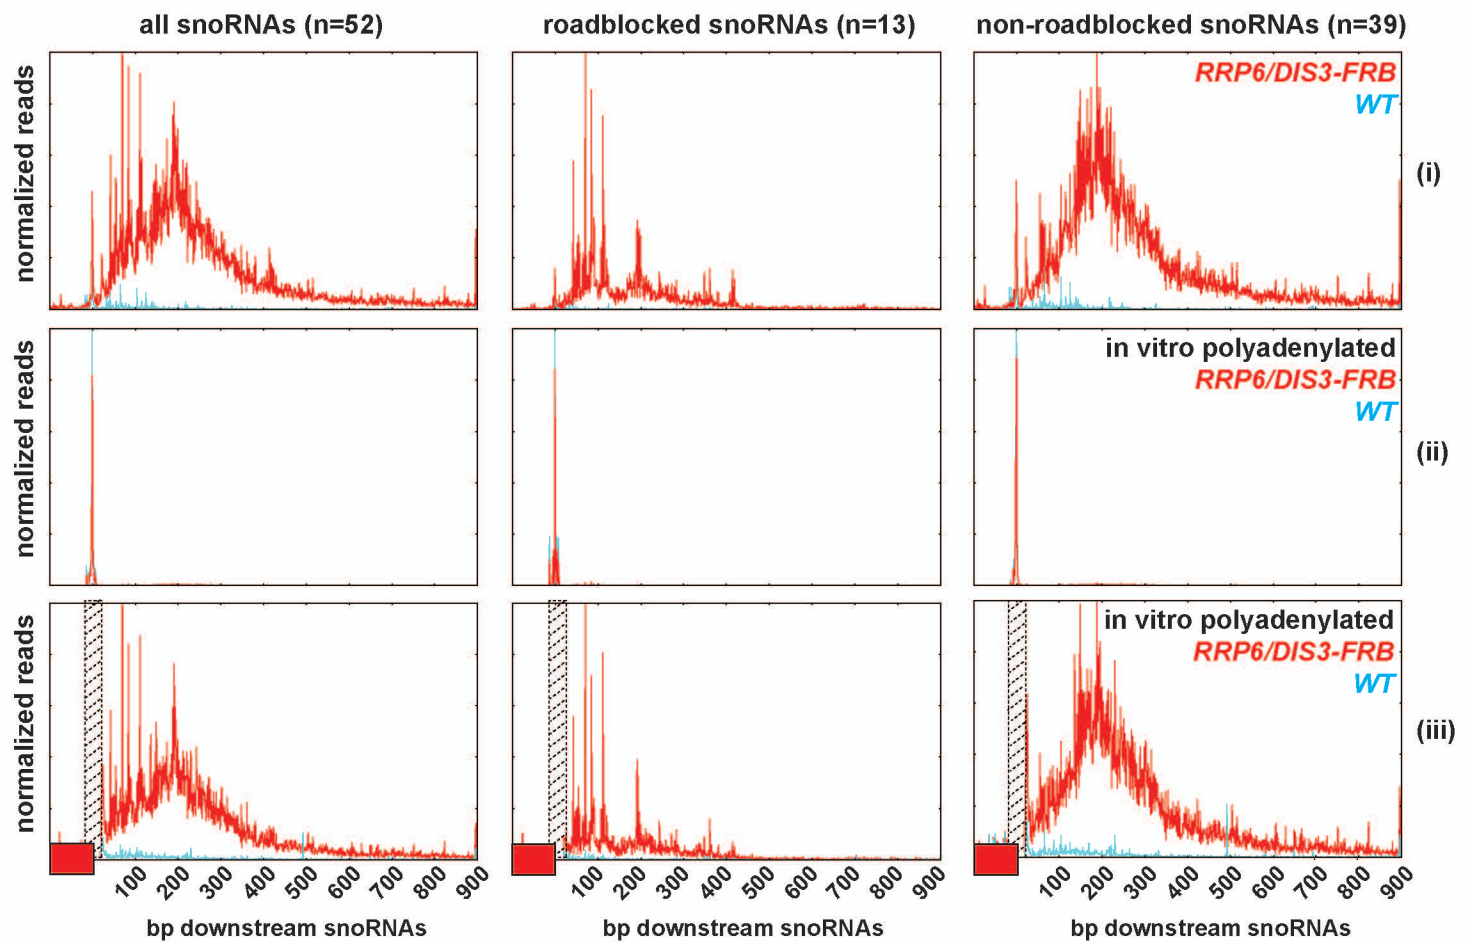 all snoRNAs (n=52)
roadblocked snoRNAs (n=13)
non-roadblocked snoRNAs (n=39)
normalized reads
RRP6/DIS3-FRB
WT
(i)
normalized reads
in vitro polyadenylated
RRP6/DIS3-FRB
WT
(ii)
normalized reads
in vitro polyadenylated
RRP6/DIS3-FRB
WT
(iii)
100 200 300 400 500 600 700 800 900
100 200 300 400 500 600 700 800 900
100 200 300 400 500 600 700 800 900
bp downstream snoRNAs
bp downstream snoRNAs
bp downstream snoRNAs